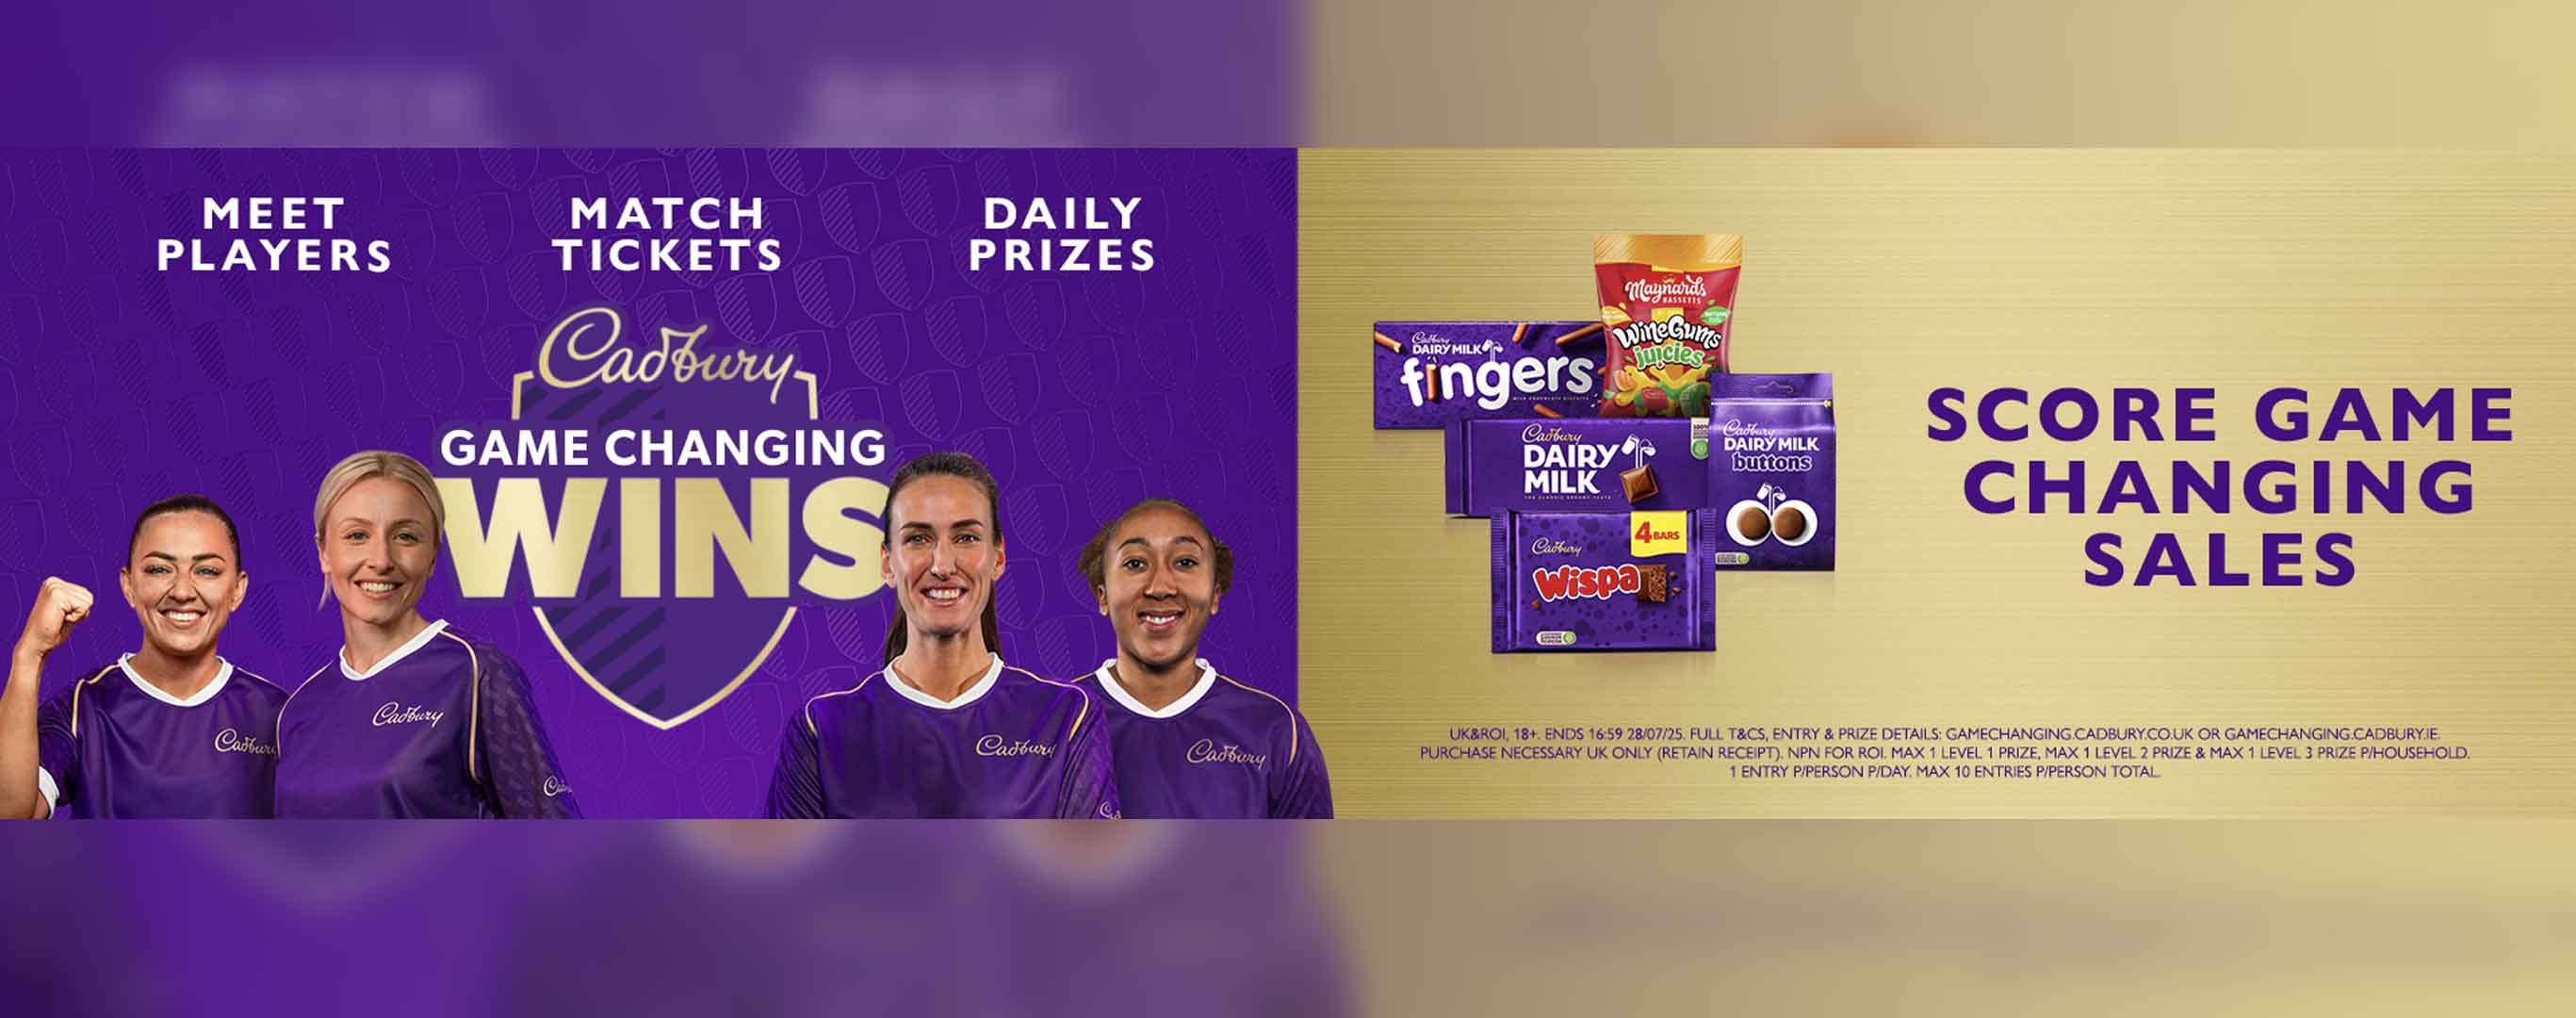 MEET
PLAYERS
MATCH
TICKETS
DAILY
PRIZES
Cadbury
GAME CHANGING
WINS
Cadbury
Cadbury
Cadbury
Cadbury
Maynards
BASSETTS
WineGums
juicies
Cadbury
DAIRY MILK
fingers
MILK CHOCOLATE BISCUITS
Cadbury
DAIRY
MILK
100%
Cadbury
DAIRY MILK
buttons
4 BARS
Cadbury
Wispa
SCORE GAME
CHANGING
SALES
UK&ROI, 18+. ENDS 16:59 28/07/25. FULL T&CS, ENTRY & PRIZE DETAILS: GAMECHANGING.CADBURY.CO.UK OR GAMECHANGING.CADBURY.IE.
PURCHASE NECESSARY UK ONLY (RETAIN RECEIPT). NPN FOR ROI. MAX 1 LEVEL 1 PRIZE, MAX 1 LEVEL 2 PRIZE & MAX 1 LEVEL 3 PRIZE P/HOUSEHOLD.
1 ENTRY P/PERSON P/DAY. MAX 10 ENTRIES P/PERSON TOTAL.